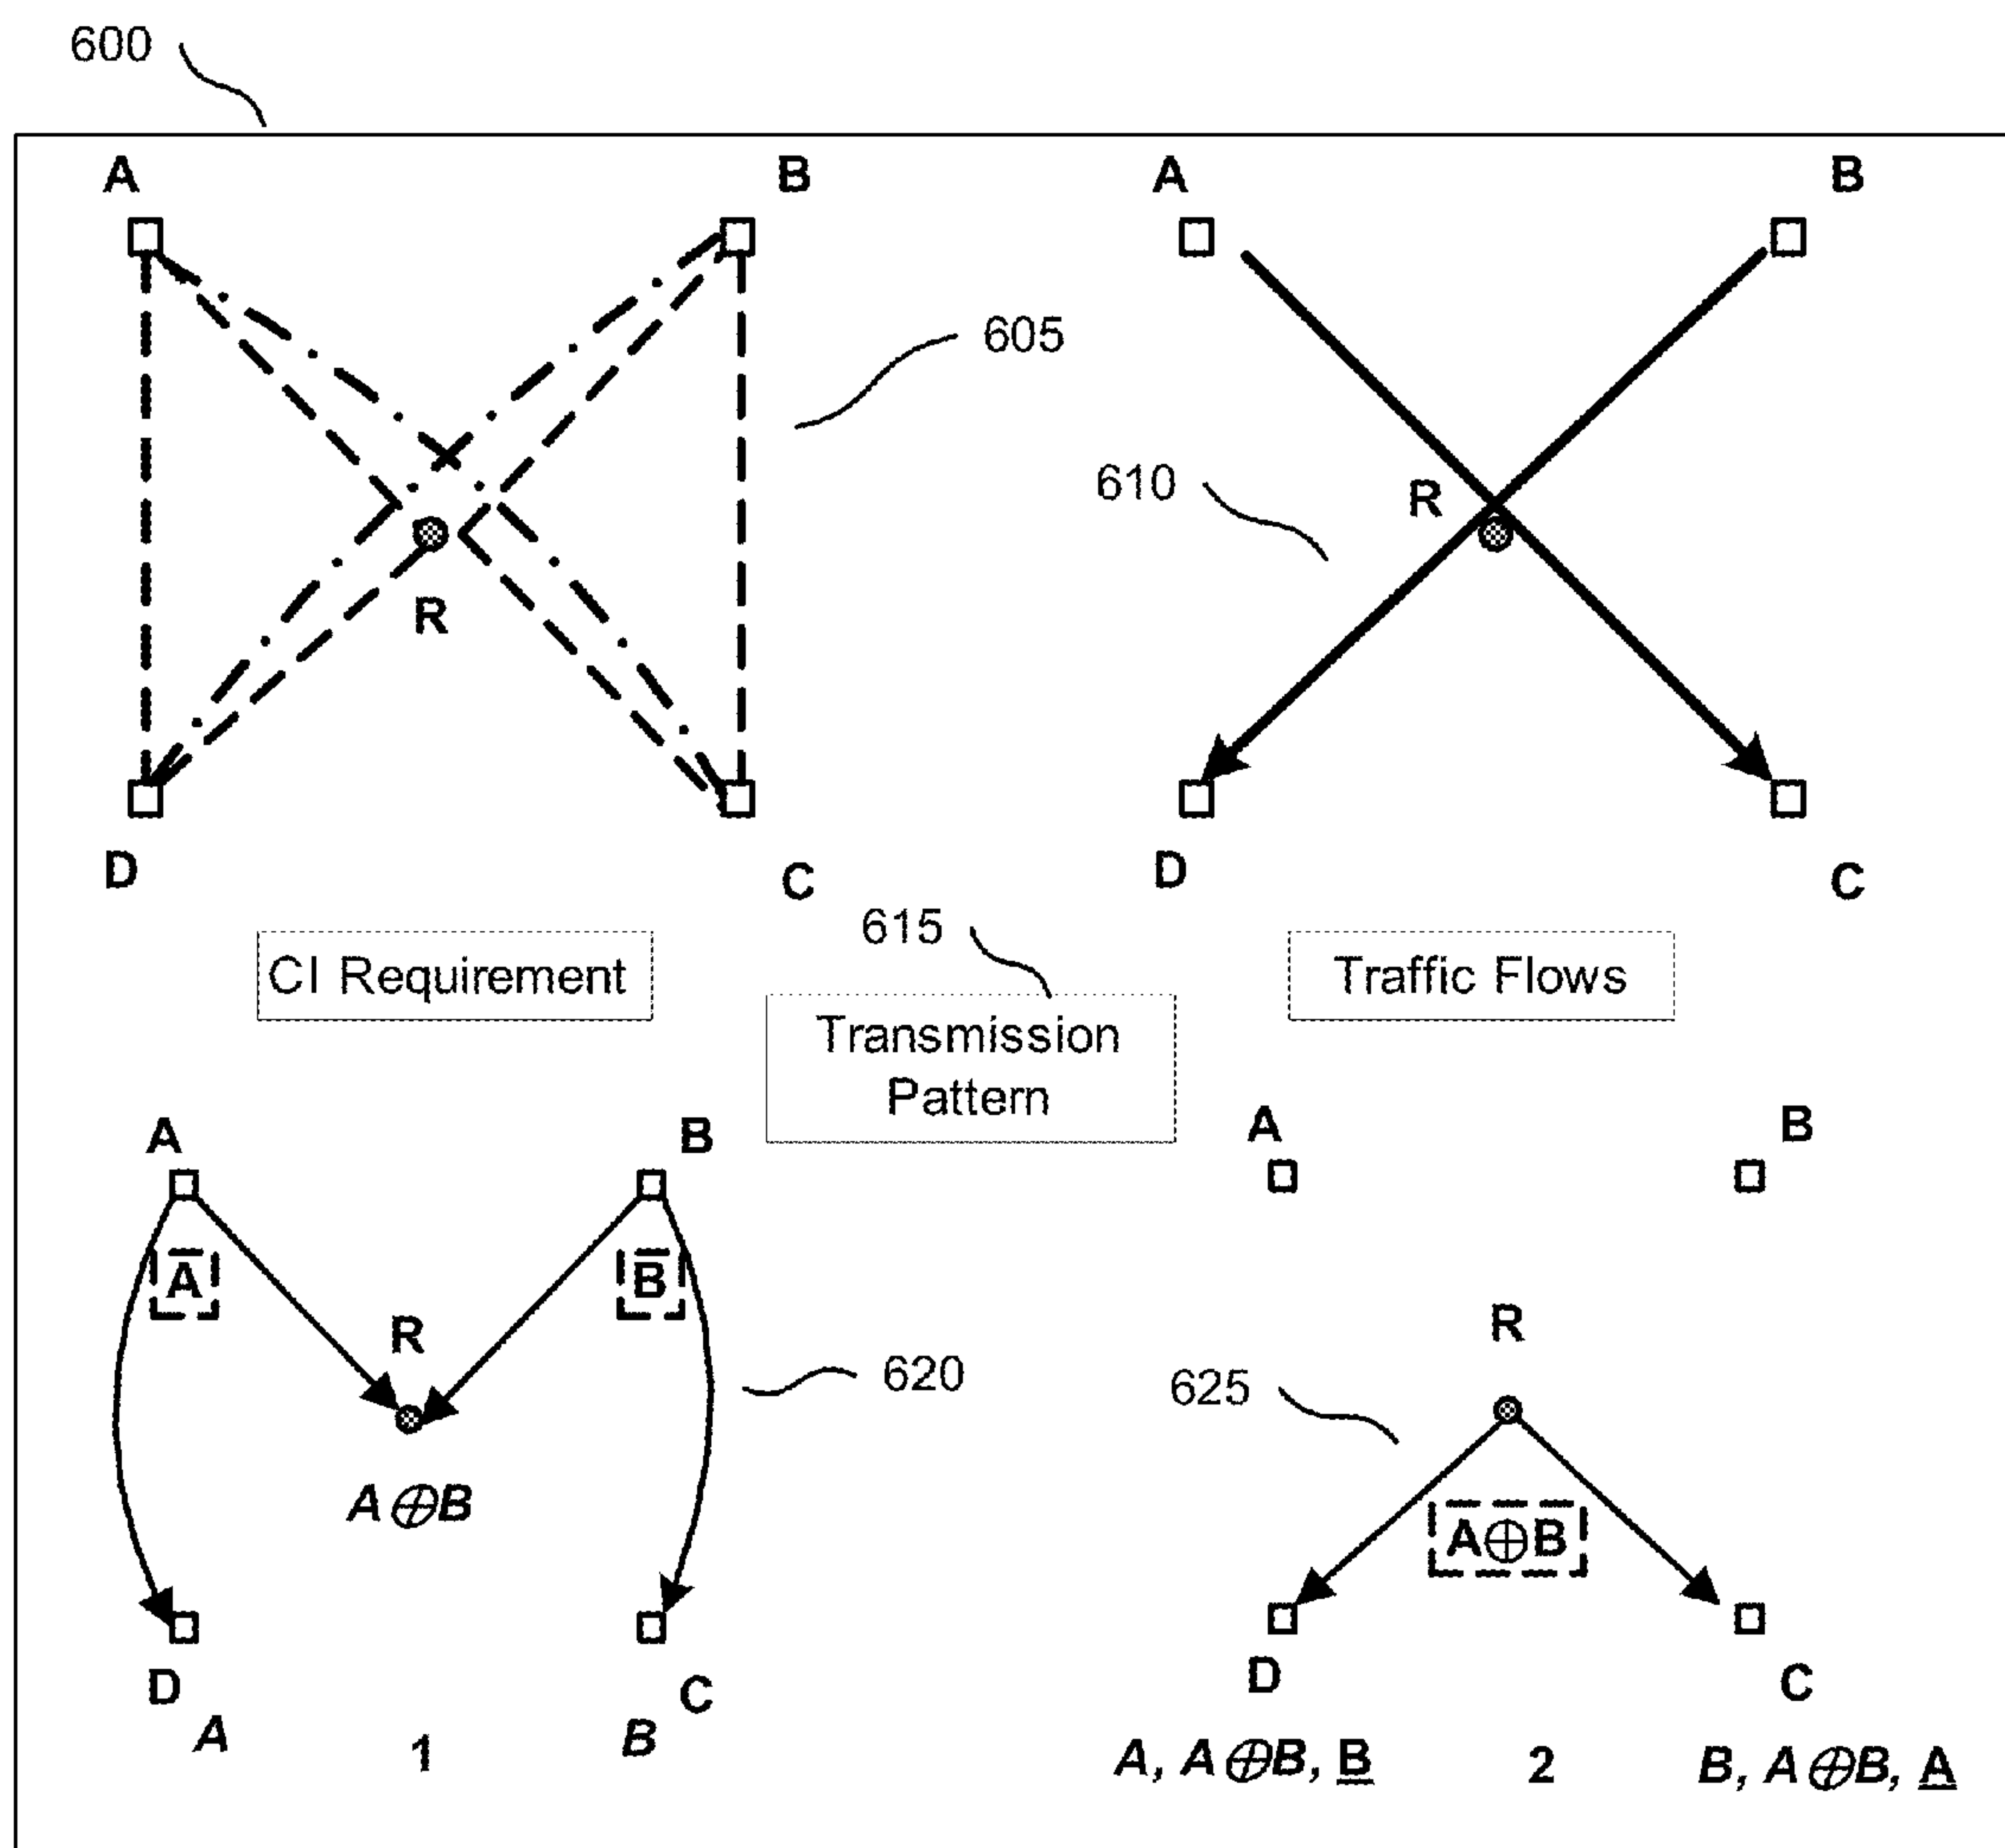 600
A
B
A
B
605
610
R
R
D
C
D
C
615
CI Requirement
Traffic Flows
Transmission
Pattern
A
B
A
B
A
B
R
R
620
625
A⊕B
A⊕B
D
C
D
C
A
1
B
A, A⊕B, B
2
B, A⊕B, A